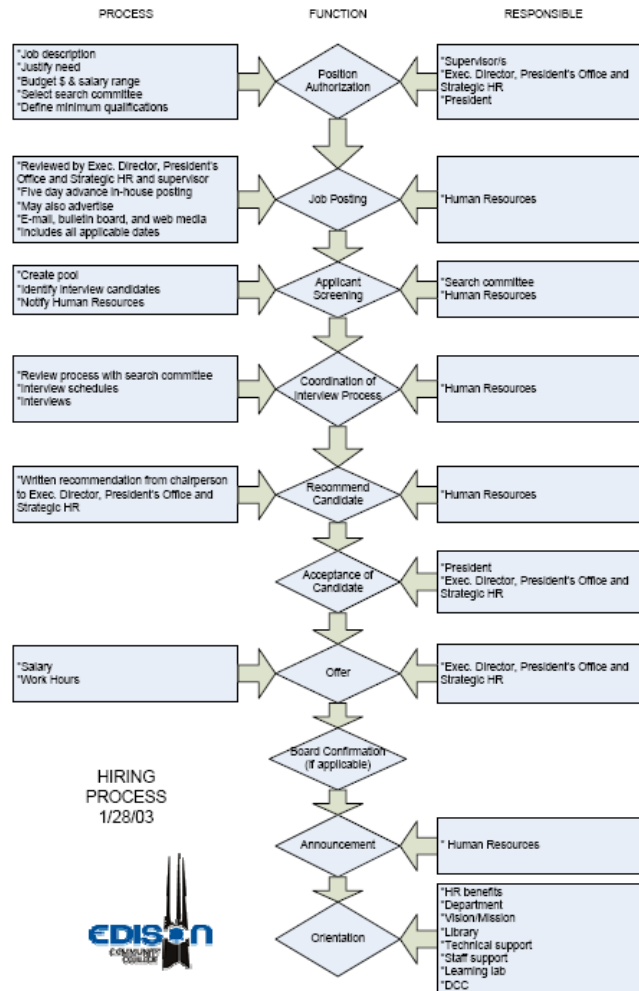 PROCESS
FUNCTION
RESPONSIBLE
*Job description
*Justify need
*Budget $ & salary range
*Select search committee
*Define minimum qualifications
Position
Authorization
*Supervisor/s
*Exec. Director, President's Office and
Strategic HR
*President
*Reviewed by Exec. Director, President's
Office and Strategic HR and supervisor
*Five day advance in-house posting
*May also advertise
*E-mail, bulletin board, and web media
*Includes all applicable dates
Job Posting
*Human Resources
*Create pool
*Identify interview candidates
*Notify Human Resources
Applicant
Screening
*Search committee
*Human Resources
*Review process with search committee
*Interview schedules
*Interviews
Coordination of
Interview Process
*Human Resources
*Written recommendation from chairperson
to Exec. Director, President's Office and
Strategic HR
Recommend
Candidate
*Human Resources
Acceptance of
Candidate
*President
*Exec. Director, President's Office and
Strategic HR
*Salary
*Work Hours
Offer
*Exec. Director, President's Office and
Strategic HR
Board Confirmation
(if applicable)
HIRING
PROCESS
1/28/03
Announcement
* Human Resources
EDISON
COMMUNITY
COLLEGE
Orientation
*HR benefits
*Department
*Vision/Mission
*Library
*Technical support
*Staff support
*Learning lab
*DCC